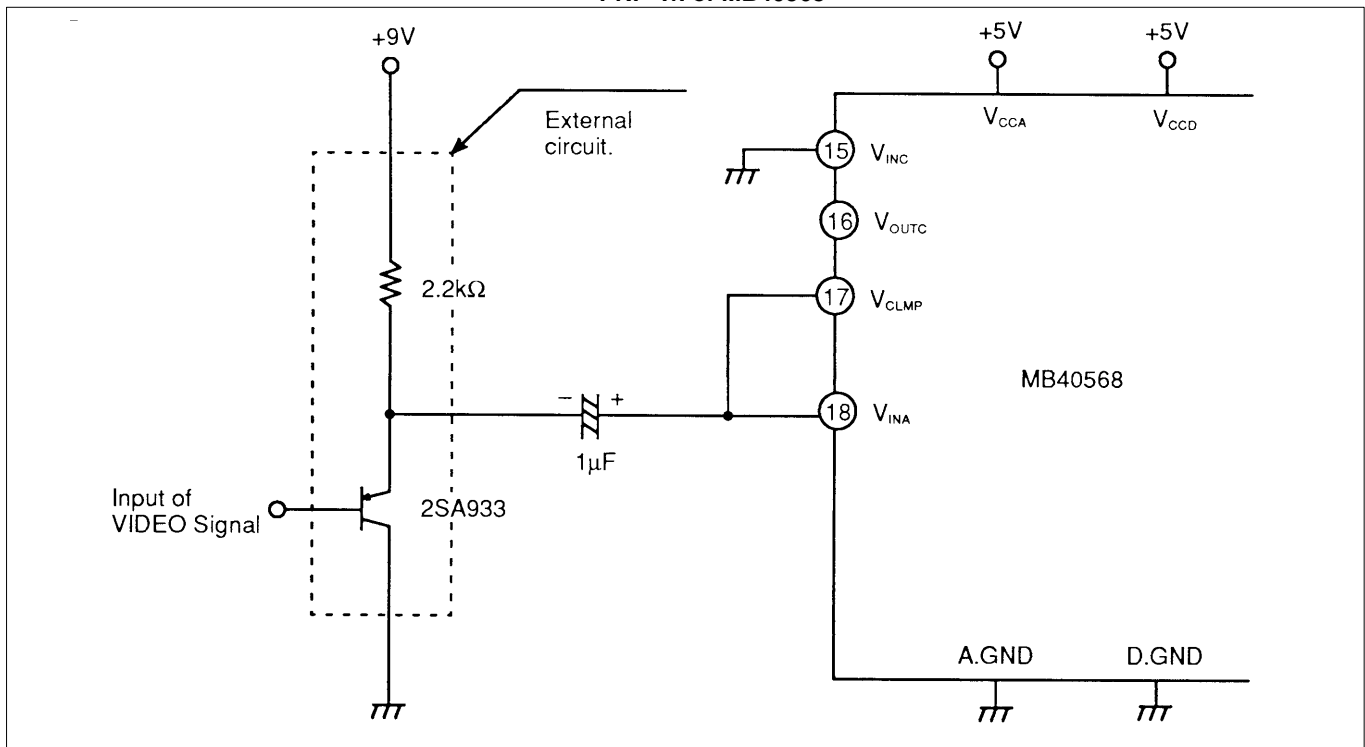 +9V
+5V
+5V
External
circuit.
VCCA
VCCD
15
VINC
16
VOUTC
2.2kΩ
17
VCLMP
MB40568
− +
18
VINA
1μF
Input of
VIDEO Signal
2SA933
A.GND
D.GND